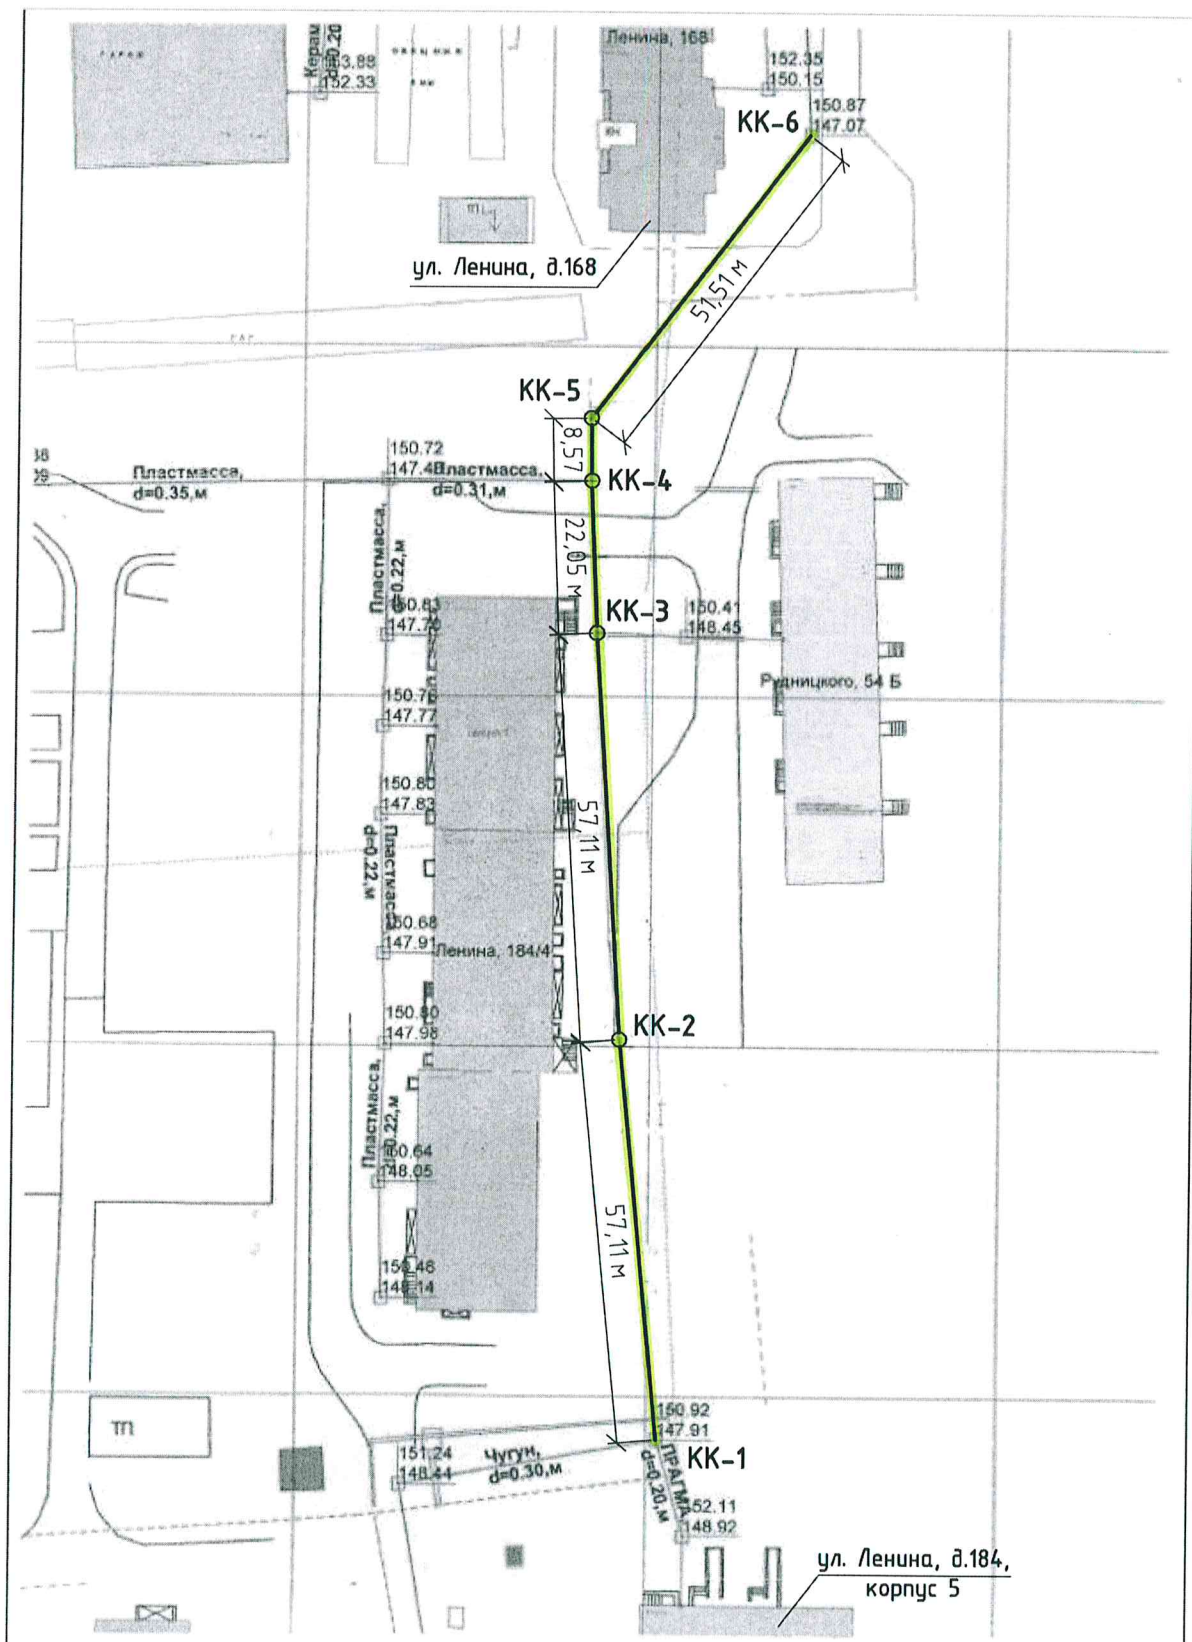 Керам
d=0.20
153.88
152.33
Ленина, 168
152.35
150.15
150.87
147.07
КК-6
КН
ТП
ул. Ленина, д.168
51,51 м
КК-5
8,57
150.72
Пластмасса,
d=0.35,м
Пластмасса,
d=0.31,м
КК-4
22,05 м
Пластмасса,
d=0.22,м
150.83
147.70
КК-3
150.41
148.45
Рудницкого, 54 Б
150.76
147.77
150.80
147.83
57,11 м
Пластмасса
d=0.22,м
150.68
147.91
Ленина, 184/4
150.80
147.98
КК-2
Пластмасса,
d=0.22,м
150.64
148.05
57,11 м
150.48
148.14
ТП
150.92
147.91
КК-1
151.24
148.44
Чугун,
d=0.30,м
ПРАГМА,
d=0.20,м
152.11
148.92
ул. Ленина, д.184,
корпус 5